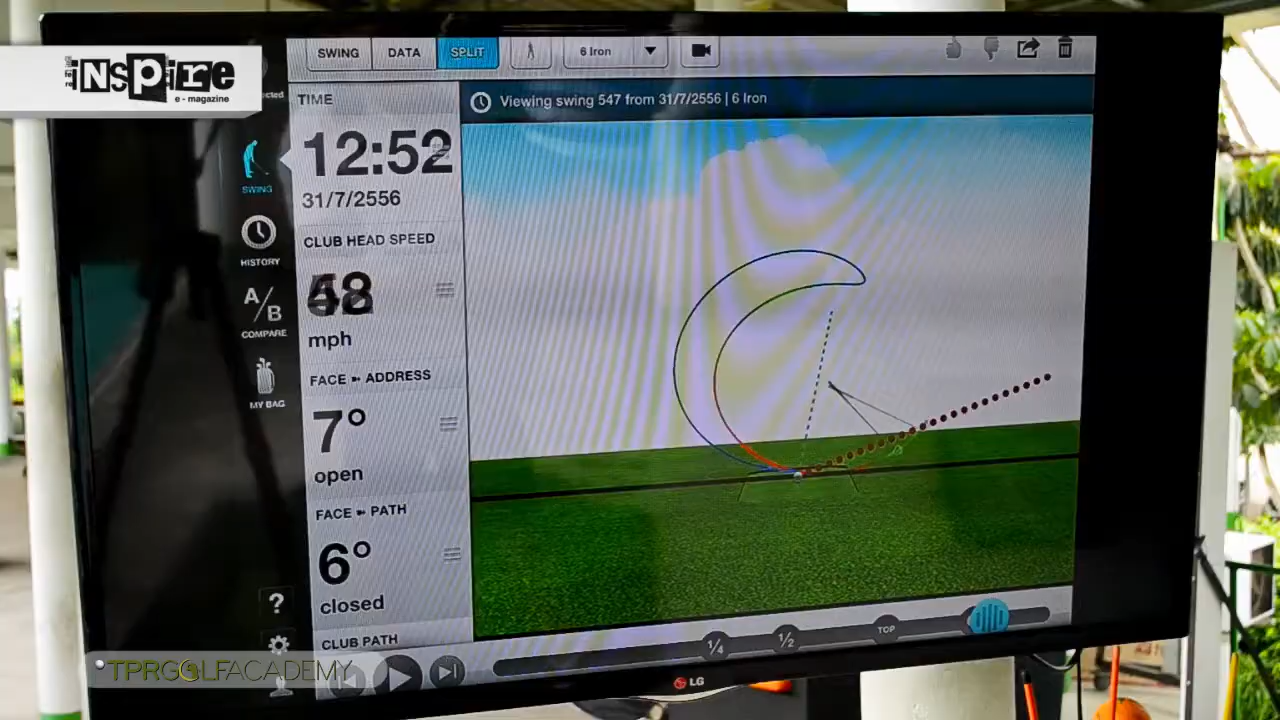 iNspire
e - magazine
SWING
DATA
SPLIT
6 Iron
TIME
Viewing swing 547 from 31/7/2556 | 6 Iron
12:52
31/7/2556
SWING
CLUB HEAD SPEED
HISTORY
mph
A/B
COMPARE
FACE ➳ ADDRESS
MY BAG
7°
open
FACE ➳ PATH
6°
closed
?
CLUB PATH
1/4
1/2
TOP
TPRGOLFACADEMY
LG